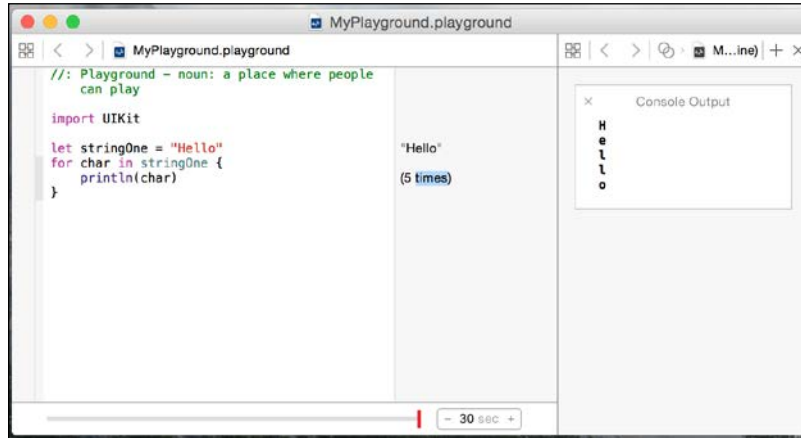 MyPlayground.playground
MyPlayground.playground
M...ine)
//: Playground – noun: a place where people
can play
import UIKit
let stringOne = "Hello"
for char in stringOne {
println(char)
}
"Hello"
(5 times)
Console Output
H
e
l
l
o
- 30 sec +